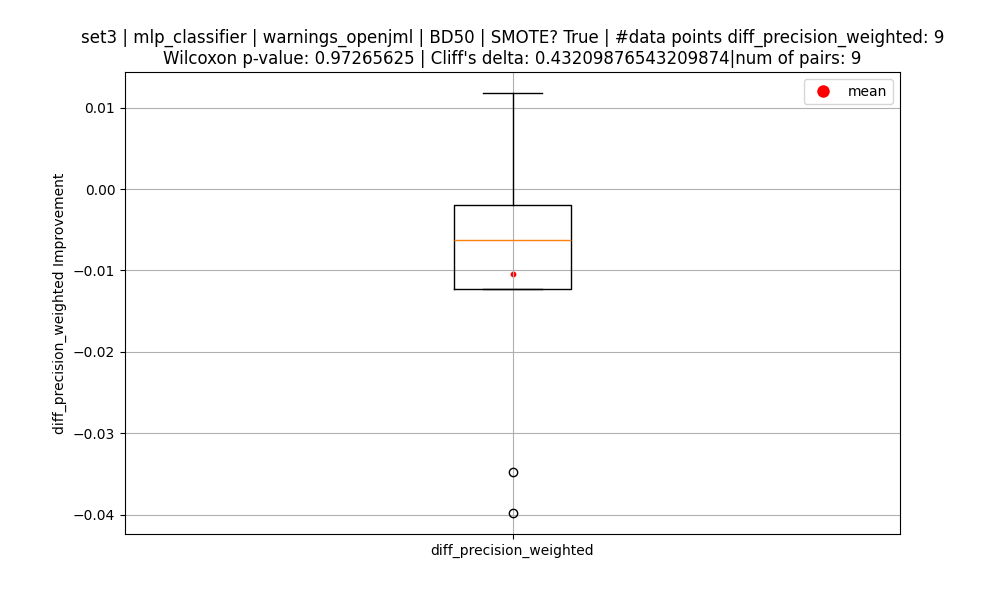 set3 | mlp_classifier | warnings_openjml | BD50 | SMOTE? True | #data points diff_precision_weighted: 9
Wilcoxon p-value: 0.97265625 | Cliff's delta: 0.43209876543209874|num of pairs: 9
mean
0.01
0.00
−0.01
−0.02
−0.03
−0.04
diff_precision_weighted Improvement
diff_precision_weighted